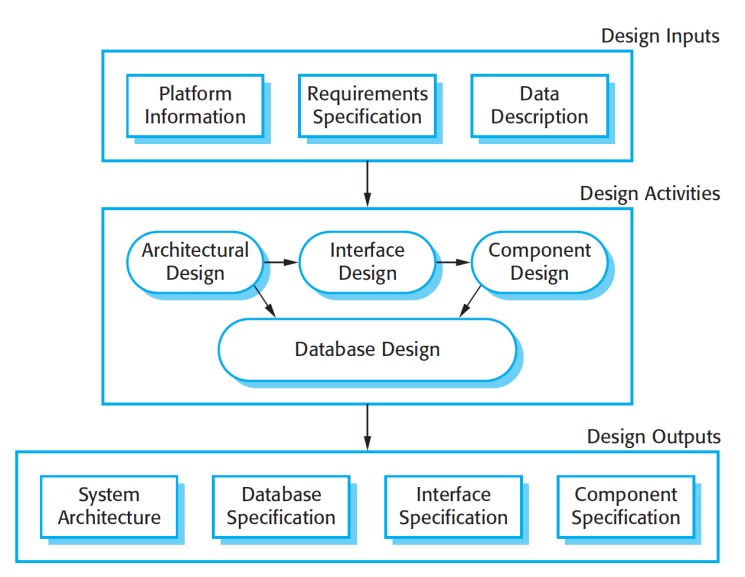 Design Inputs
Platform
Information
Requirements
Specification
Data
Description
Design Activities
Architectural
Design
Interface
Design
Component
Design
Database Design
Design Outputs
System
Architecture
Database
Specification
Interface
Specification
Component
Specification